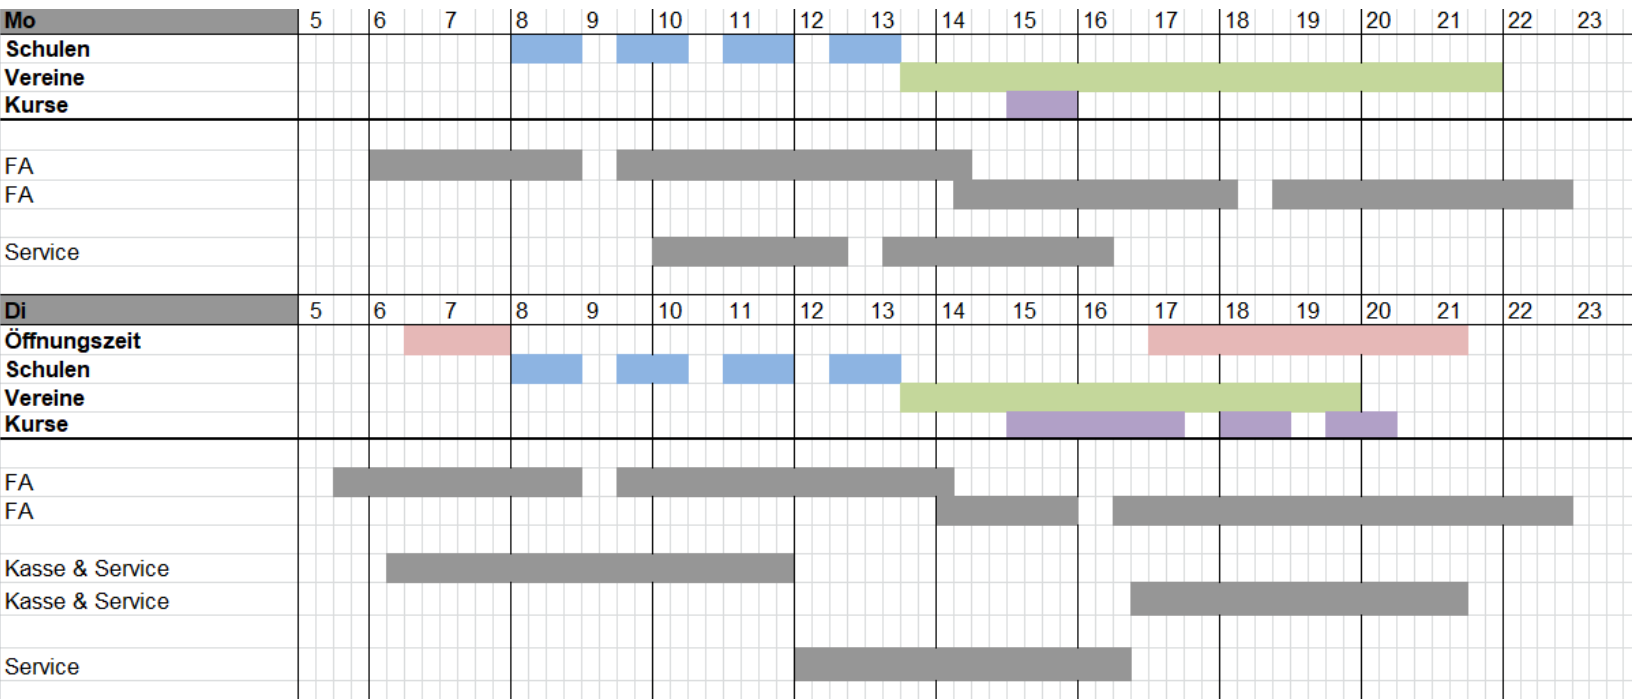 Mo 5 6 7 8 9 10 11 12 13 14 15 16 17 18 19 20 21 22 23
Schulen
Vereine
Kurse
FA
FA
Service
Di 5 6 7 8 9 10 11 12 13 14 15 16 17 18 19 20 21 22 23
Öffnungszeit
Schulen
Vereine
Kurse
FA
FA
Kasse & Service
Kasse & Service
Service